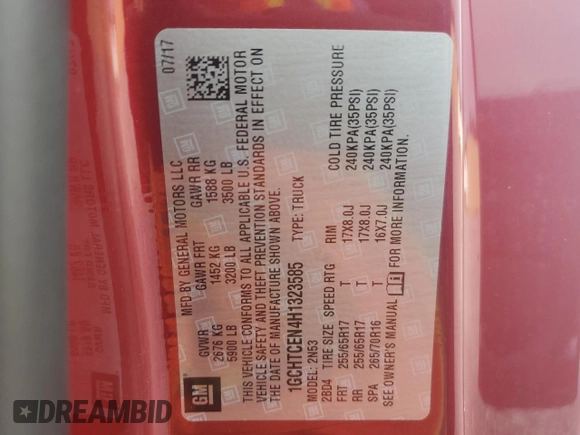 MFD BY GENERAL MOTORS LLC 07/17
GVWR GAWR FRT GAWR RR
2676 KG 1452 KG 1588 KG
5900 LB 3200 LB 3500 LB
THIS VEHICLE CONFORMS TO ALL APPLICABLE U.S. FEDERAL MOTOR
VEHICLE SAFETY AND THEFT PREVENTION STANDARDS IN EFFECT ON
THE DATE OF MANUFACTURE SHOWN ABOVE.
1GCHTCEN4H1323585 TYPE: TRUCK
MODEL: 2N53
2BD4 TIRE SIZE SPEED RTG RIM COLD TIRE PRESSURE
FRT 255/65R17 T 17X8.0J 240KPA(35PSI)
RR 255/65R17 T 17X8.0J 240KPA(35PSI)
SPA 265/70R16 T 16X7.0J 240KPA(35PSI)
SEE OWNER'S MANUAL i FOR MORE INFORMATION.
GM
DREAMBID